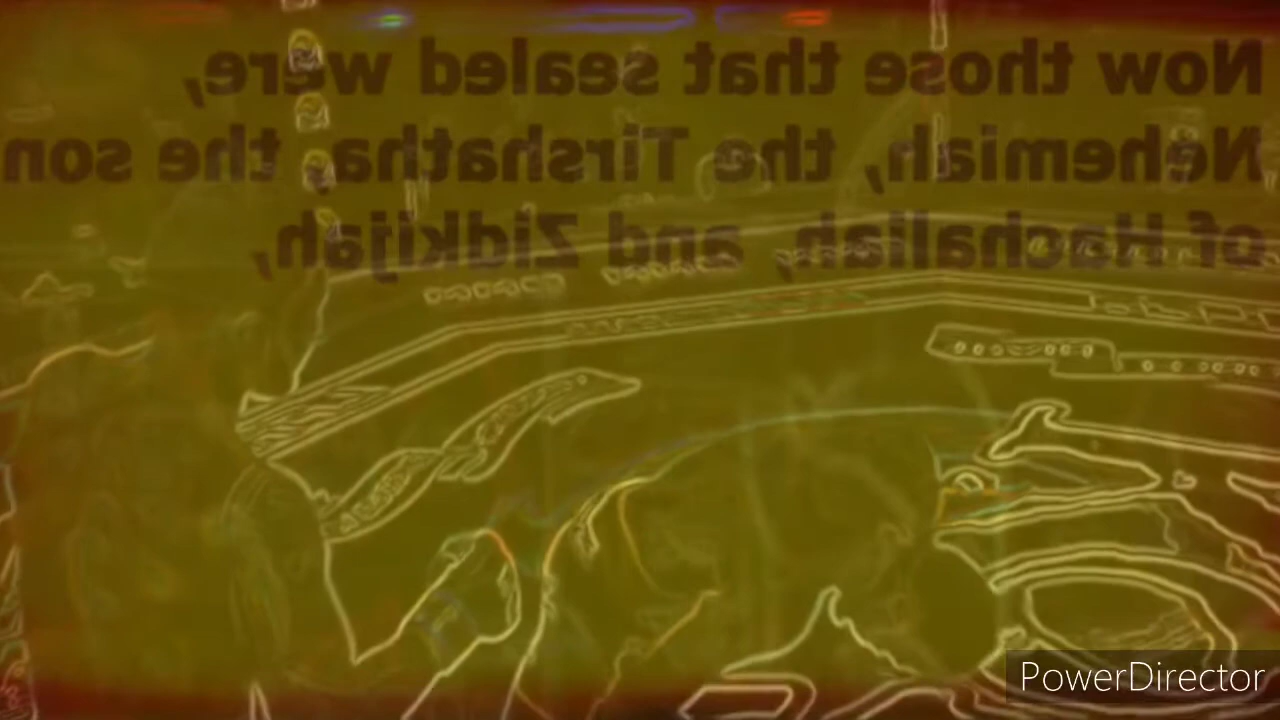 Now those that sealed were,
Nehemiah, the Tirshatha, the son
of Hachaliah, and Zidkijah,
PowerDirector